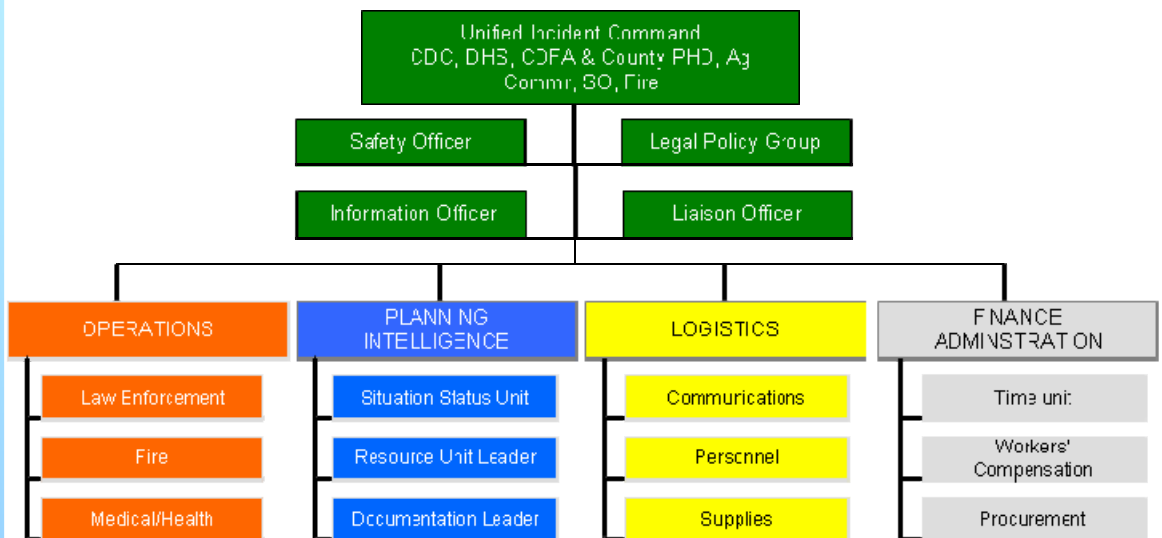 Unified Incident Command
CDC, DHS, CDFA & County PHD, Ag
Commr, SO, Fire
Safety Officer
Legal Policy Group
Information Officer
Liaison Officer
OPERATIONS
PLANNING
INTELLIGENCE
LOGISTICS
FINANCE
ADMINSTRATION
Law Enforcement
Situation Status Unit
Communications
Time unit
Fire
Resource Unit Leader
Personnel
Workers'
Compensation
Medical/Health
Documentation Leader
Supplies
Procurement